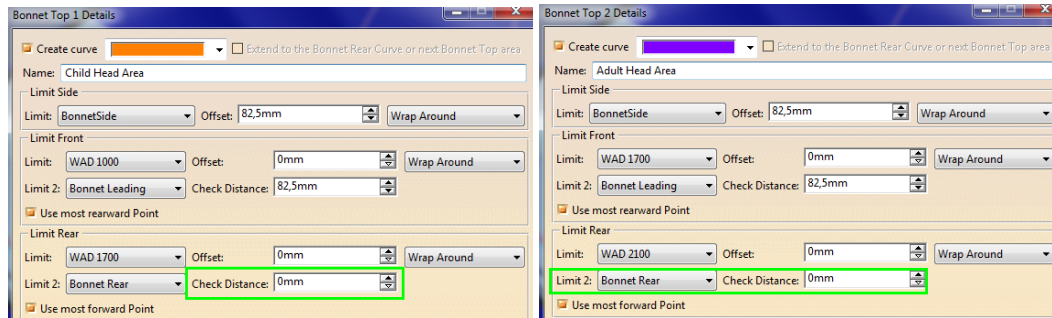 Bonnet Top 1 Details
Create curve Extend to the Bonnet Rear Curve or next Bonnet Top area
Name: Child Head Area
Limit Side
Limit: BonnetSide Offset: 82,5mm Wrap Around
Limit Front
Limit: WAD 1000 Offset: 0mm Wrap Around
Limit 2: Bonnet Leading Check Distance: 82,5mm
Use most rearward Point
Limit Rear
Limit: WAD 1700 Offset: 0mm Wrap Around
Limit 2: Bonnet Rear Check Distance: 0mm
Use most forward Point
Bonnet Top 2 Details
Create curve Extend to the Bonnet Rear Curve or next Bonnet Top area
Name: Adult Head Area
Limit Side
Limit: BonnetSide Offset: 82,5mm Wrap Around
Limit Front
Limit: WAD 1700 Offset: 0mm Wrap Around
Limit 2: Bonnet Leading Check Distance: 82,5mm
Use most rearward Point
Limit Rear
Limit: WAD 2100 Offset: 0mm Wrap Around
Limit 2: Bonnet Rear Check Distance: 0mm
Use most forward Point